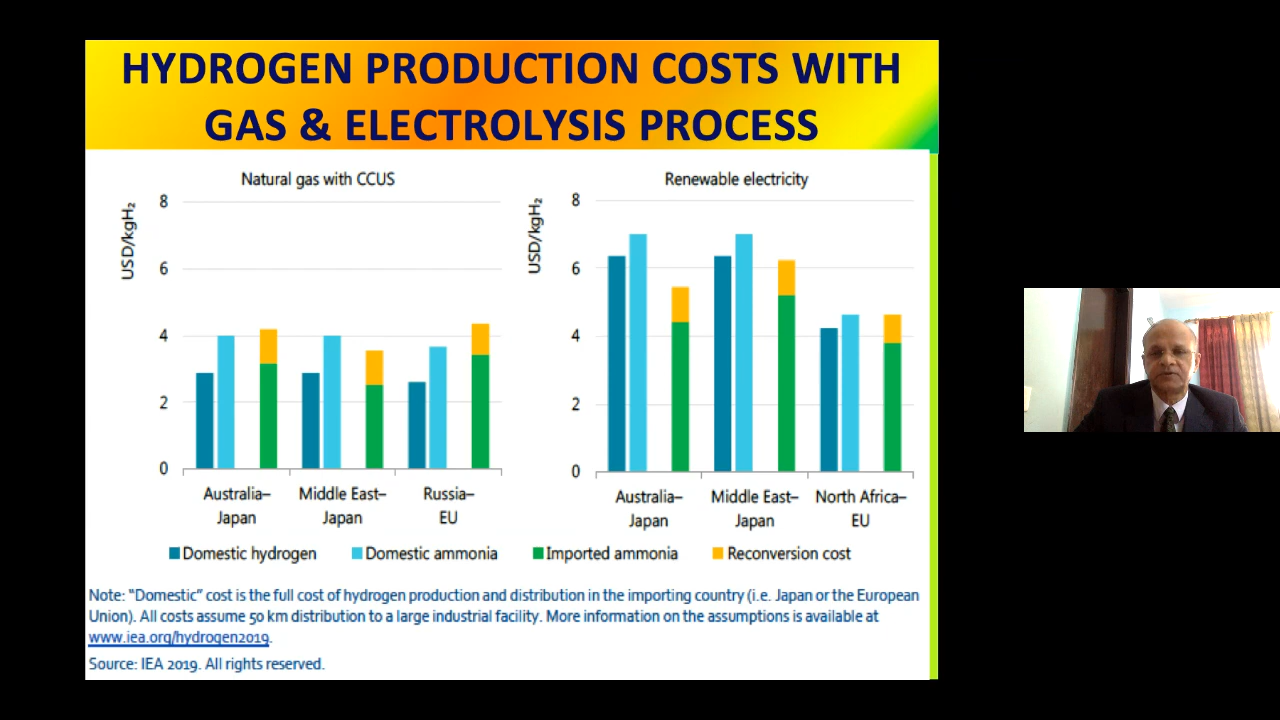 HYDROGEN PRODUCTION COSTS WITH
GAS & ELECTROLYSIS PROCESS
Natural gas with CCUS
USD/kgH₂
8
6
4
2
0
Australia–
Japan
Middle East–
Japan
Russia–
EU
Renewable electricity
USD/kgH₂
8
6
4
2
0
Australia–
Japan
Middle East–
Japan
North Africa–
EU
Domestic hydrogen Domestic ammonia Imported ammonia Reconversion cost
Note: “Domestic” cost is the full cost of hydrogen production and distribution in the importing country (i.e. Japan or the European
Union). All costs assume 50 km distribution to a large industrial facility. More information on the assumptions is available at
www.iea.org/hydrogen2019.
Source: IEA 2019. All rights reserved.